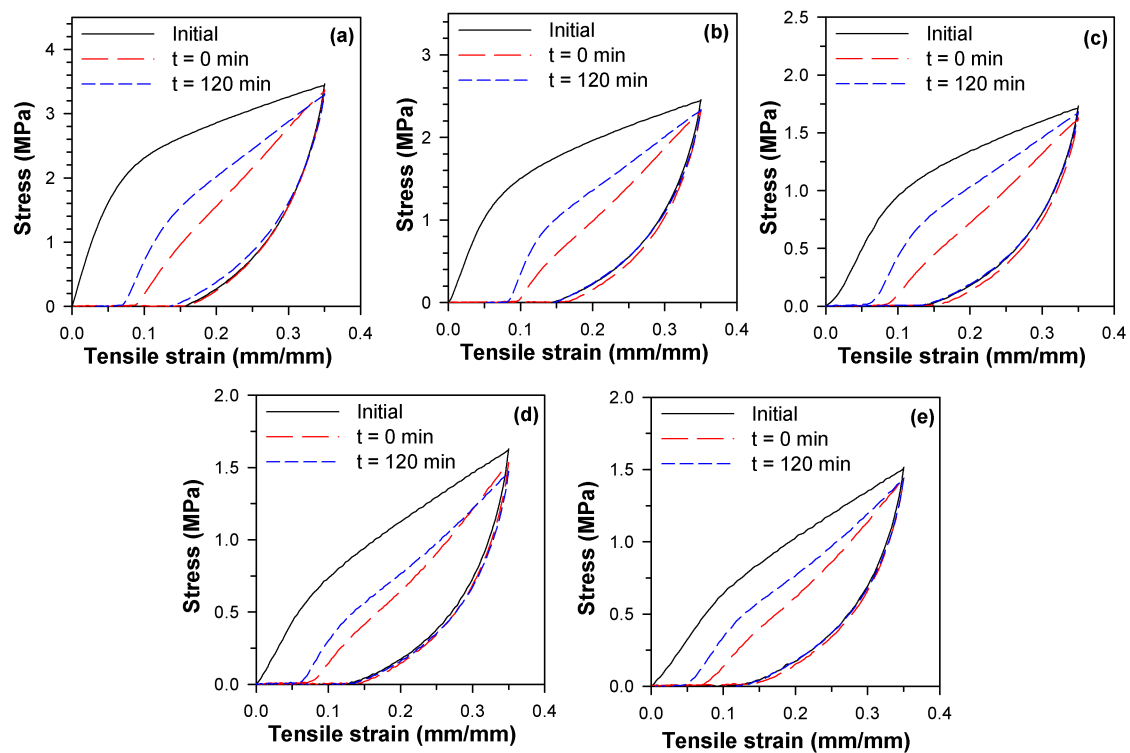 (a)
Initial
t = 0 min
t = 120 min
4
3
2
1
0
Stress (MPa)
0.0 0.1 0.2 0.3 0.4
Tensile strain (mm/mm)
(b)
Initial
t = 0 min
t = 120 min
3
2
1
0
Stress (MPa)
0.0 0.1 0.2 0.3 0.4
Tensile strain (mm/mm)
(c)
Initial
t = 0 min
t = 120 min
2.5
2.0
1.5
1.0
0.5
0.0
Stress (MPa)
0.0 0.1 0.2 0.3 0.4
Tensile strain (mm/mm)
(d)
Initial
t = 0 min
t = 120 min
2.0
1.5
1.0
0.5
0.0
Stress (MPa)
0.0 0.1 0.2 0.3 0.4
Tensile strain (mm/mm)
(e)
Initial
t = 0 min
t = 120 min
2.0
1.5
1.0
0.5
0.0
Stress (MPa)
0.0 0.1 0.2 0.3 0.4
Tensile strain (mm/mm)